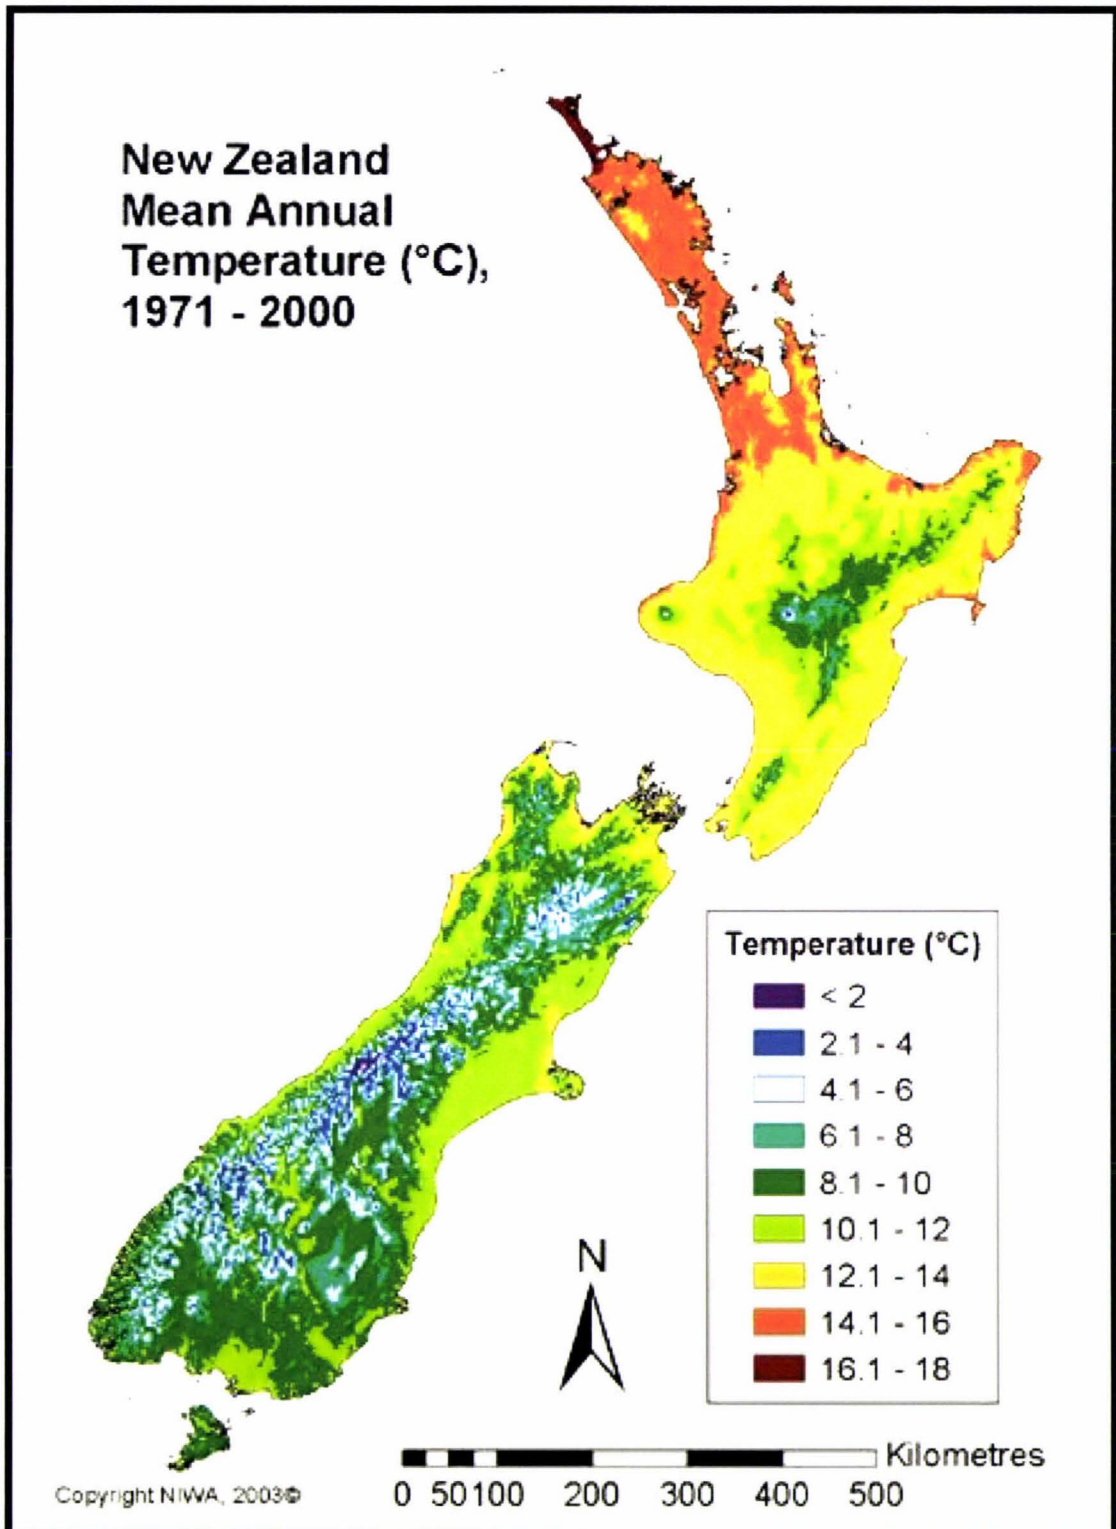 New Zealand
Mean Annual
Temperature (°C),
1971 - 2000
Temperature (°C)
< 2
2.1 - 4
4.1 - 6
6.1 - 8
8.1 - 10
10.1 - 12
12.1 - 14
14.1 - 16
16.1 - 18
N
Kilometres
0 50 100 200 300 400 500
Copyright NIWA, 2003©